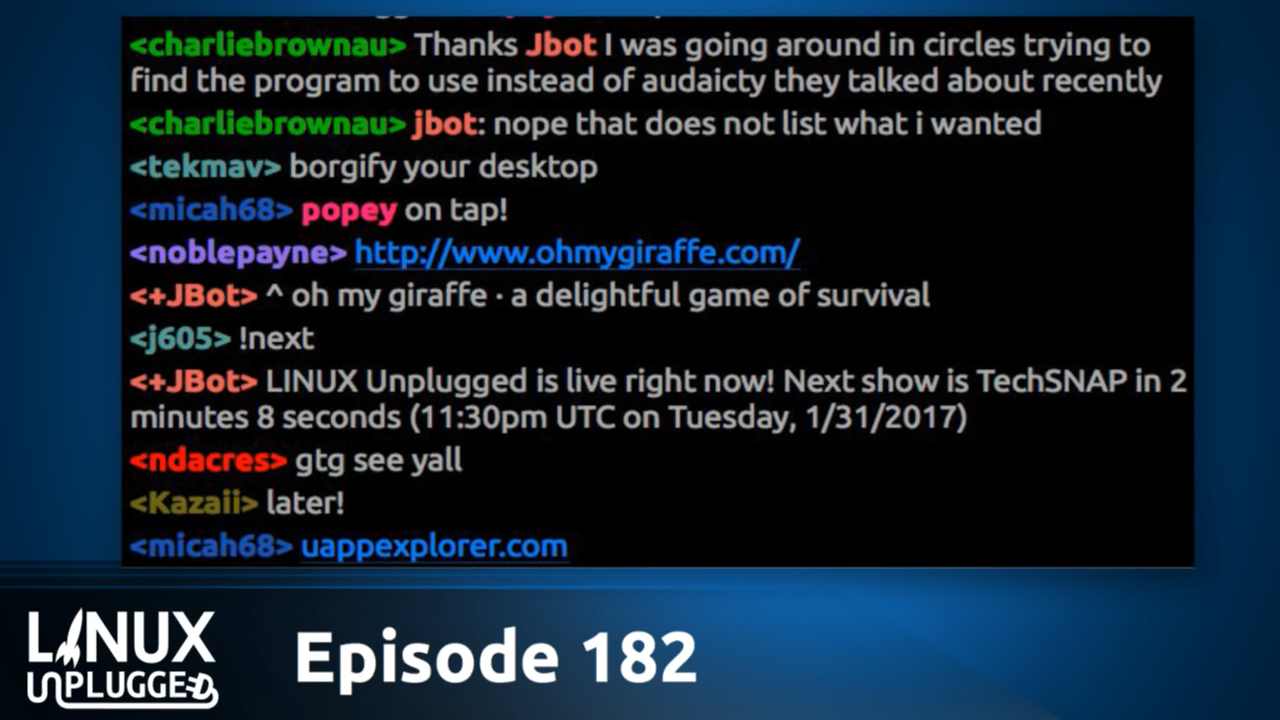 <charliebrownau> Thanks Jbot I was going around in circles trying to
find the program to use instead of audaicty they talked about recently
<charliebrownau> jbot: nope that does not list what i wanted
<tekmav> borgify your desktop
<micah68> popey on tap!
<noblepayne> http://www.ohmygiraffe.com/
<+JBot> ^ oh my giraffe · a delightful game of survival
<j605> !next
<+JBot> LINUX Unplugged is live right now! Next show is TechSNAP in 2
minutes 8 seconds (11:30pm UTC on Tuesday, 1/31/2017)
<ndacres> gtg see yall
<Kazaii> later!
<micah68> uappexplorer.com
LINUX
UNPLUGGED
Episode 182